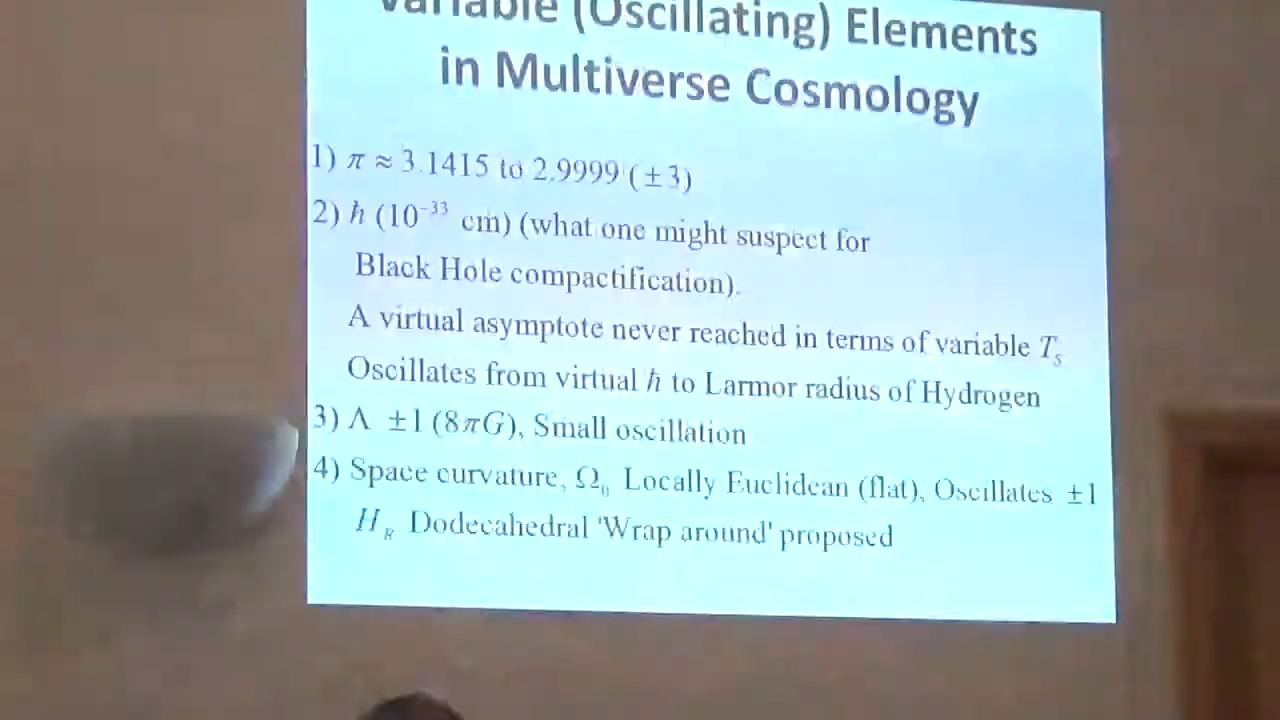 Variable (Oscillating) Elements
in Multiverse Cosmology
1) π ≈ 3.1415 to 2.9999 (±3)
2) ℏ (10⁻³³ cm) (what one might suspect for
Black Hole compactification).
A virtual asymptote never reached in terms of variable Tₛ
Oscillates from virtual ℏ to Larmor radius of Hydrogen
3) Λ ±1 (8πG), Small oscillation
4) Space curvature, Ω₀ Locally Euclidean (flat), Oscillates ±1
H_R Dodecahedral 'Wrap around' proposed